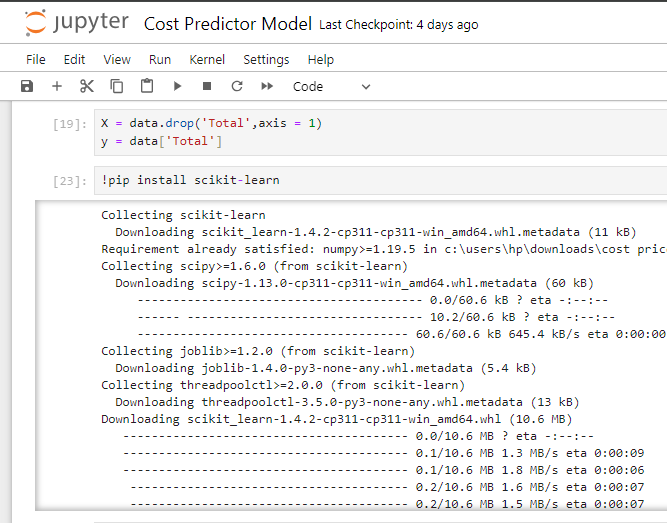 jupyter Cost Predictor Model Last Checkpoint: 4 days ago
File Edit View Run Kernel Settings Help
Code
[19]: X = data.drop('Total',axis = 1)
y = data['Total']
[23]: !pip install scikit-learn
Collecting scikit-learn
Downloading scikit_learn-1.4.2-cp311-cp311-win_amd64.whl.metadata (11 kB)
Requirement already satisfied: numpy>=1.19.5 in c:\users\hp\downloads\cost pric
Collecting scipy>=1.6.0 (from scikit-learn)
Downloading scipy-1.13.0-cp311-cp311-win_amd64.whl.metadata (60 kB)
---------------------------------------- 0.0/60.6 kB ? eta -:--:--
------ --------------------------------- 10.2/60.6 kB ? eta -:--:--
---------------------------------------- 60.6/60.6 kB 645.4 kB/s eta 0:00:00
Collecting joblib>=1.2.0 (from scikit-learn)
Downloading joblib-1.4.0-py3-none-any.whl.metadata (5.4 kB)
Collecting threadpoolctl>=2.0.0 (from scikit-learn)
Downloading threadpoolctl-3.5.0-py3-none-any.whl.metadata (13 kB)
Downloading scikit_learn-1.4.2-cp311-cp311-win_amd64.whl (10.6 MB)
---------------------------------------- 0.0/10.6 MB ? eta -:--:--
---------------------------------------- 0.1/10.6 MB 1.3 MB/s eta 0:00:09
---------------------------------------- 0.1/10.6 MB 1.8 MB/s eta 0:00:06
--------------------------------------- 0.2/10.6 MB 1.6 MB/s eta 0:00:07
--------------------------------------- 0.2/10.6 MB 1.5 MB/s eta 0:00:07